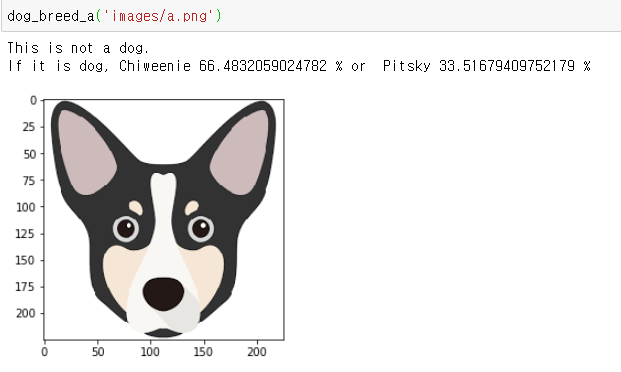 dog_breed_a('images/a.png')
This is not a dog.
If it is dog, Chiweenie 66.4832059024782 % or  Pitsky 33.51679409752179 %
0
25
50
75
100
125
150
175
200
0 50 100 150 200